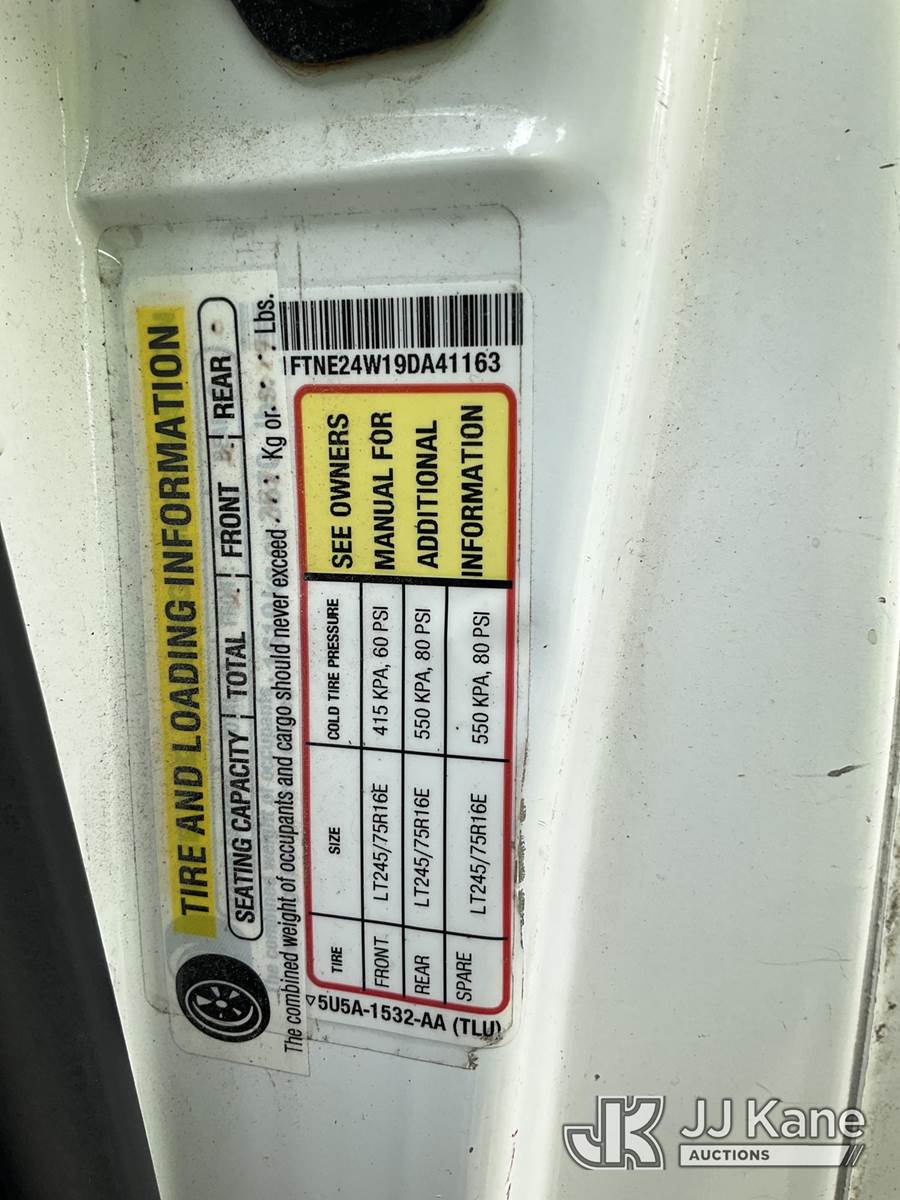 TIRE AND LOADING INFORMATION
SEATING CAPACITY TOTAL FRONT REAR
The combined weight of occupants and cargo should never exceed Kg or Lbs.
TIRE SIZE COLD TIRE PRESSURE
FRONT LT245/75R16E 415 KPA, 60 PSI
REAR LT245/75R16E 550 KPA, 80 PSI
SPARE LT245/75R16E 550 KPA, 80 PSI
SEE OWNERS
MANUAL FOR
ADDITIONAL
INFORMATION
5U5A-1532-AA (TLU)
1FTNE24W19DA41163
JK JJ Kane
AUCTIONS